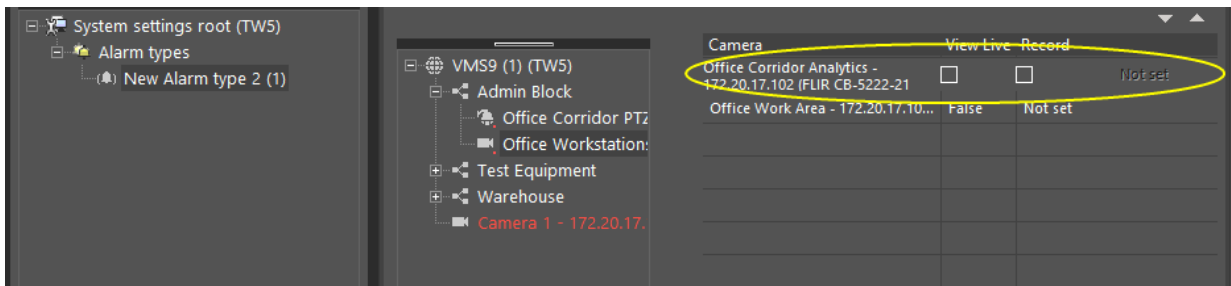 System settings root (TW5)
Alarm types
New Alarm type 2 (1)
VMS9 (1) (TW5)
Admin Block
Office Corridor PTZ
Office Workstation:
Test Equipment
Warehouse
Camera 1 - 172.20.17.
Camera View Live Record
Office Corridor Analytics -
172.20.17.102 (FLIR CB-5222-21
Not set
Office Work Area - 172.20.17.10... False Not set